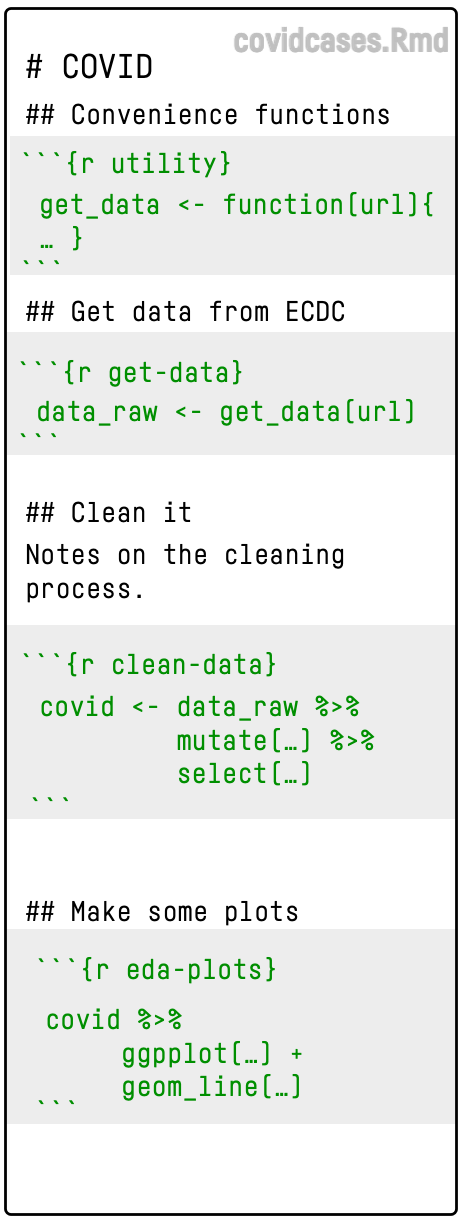 covidcases.Rmd
# COVID
## Convenience functions
```{r utility}
get_data <- function(url){
… }
```
## Get data from ECDC
```{r get-data}
data_raw <- get_data(url)
```
## Clean it
Notes on the cleaning
process.
```{r clean-data}
covid <- data_raw %>%
mutate(…) %>%
select(…)
```
## Make some plots
```{r eda-plots}
covid %>%
ggpplot(…) +
geom_line(…)
```